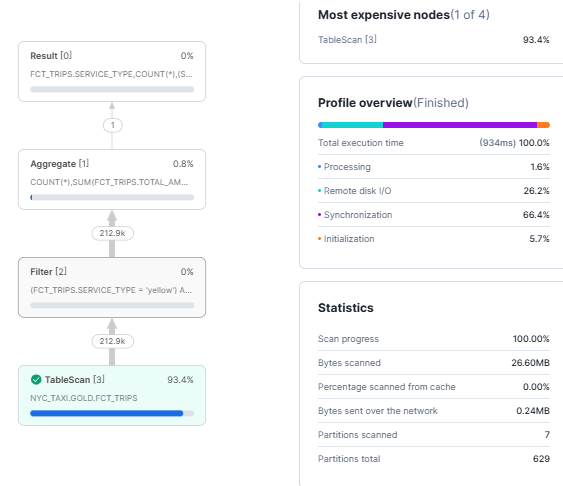 Result [0] 0%
FCT_TRIPS.SERVICE_TYPE,COUNT(*),(S...
1
Aggregate [1] 0.8%
COUNT(*),SUM(FCT_TRIPS.TOTAL_AM...
212.9k
Filter [2] 0%
(FCT_TRIPS.SERVICE_TYPE = 'yellow') A...
212.9k
TableScan [3] 93.4%
NYC_TAXI.GOLD.FCT_TRIPS
Most expensive nodes(1 of 4)
TableScan [3] 93.4%
Profile overview(Finished)
Total execution time (934ms) 100.0%
Processing 1.6%
Remote disk I/O 26.2%
Synchronization 66.4%
Initialization 5.7%
Statistics
Scan progress 100.00%
Bytes scanned 26.60MB
Percentage scanned from cache 0.00%
Bytes sent over the network 0.24MB
Partitions scanned 7
Partitions total 629